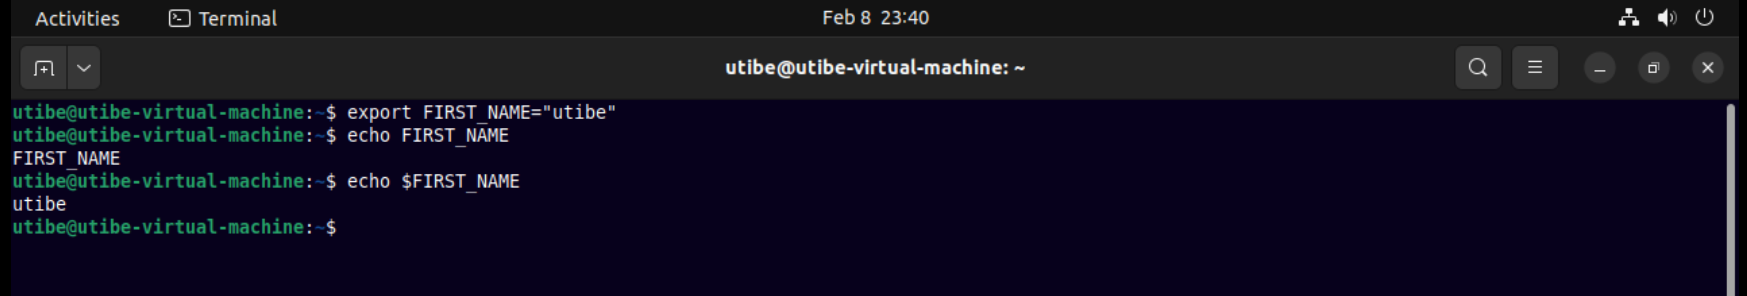 Activities Terminal Feb 8 23:40
utibe@utibe-virtual-machine: ~
utibe@utibe-virtual-machine:~$ export FIRST_NAME="utibe"
utibe@utibe-virtual-machine:~$ echo FIRST_NAME
FIRST_NAME
utibe@utibe-virtual-machine:~$ echo $FIRST_NAME
utibe
utibe@utibe-virtual-machine:~$